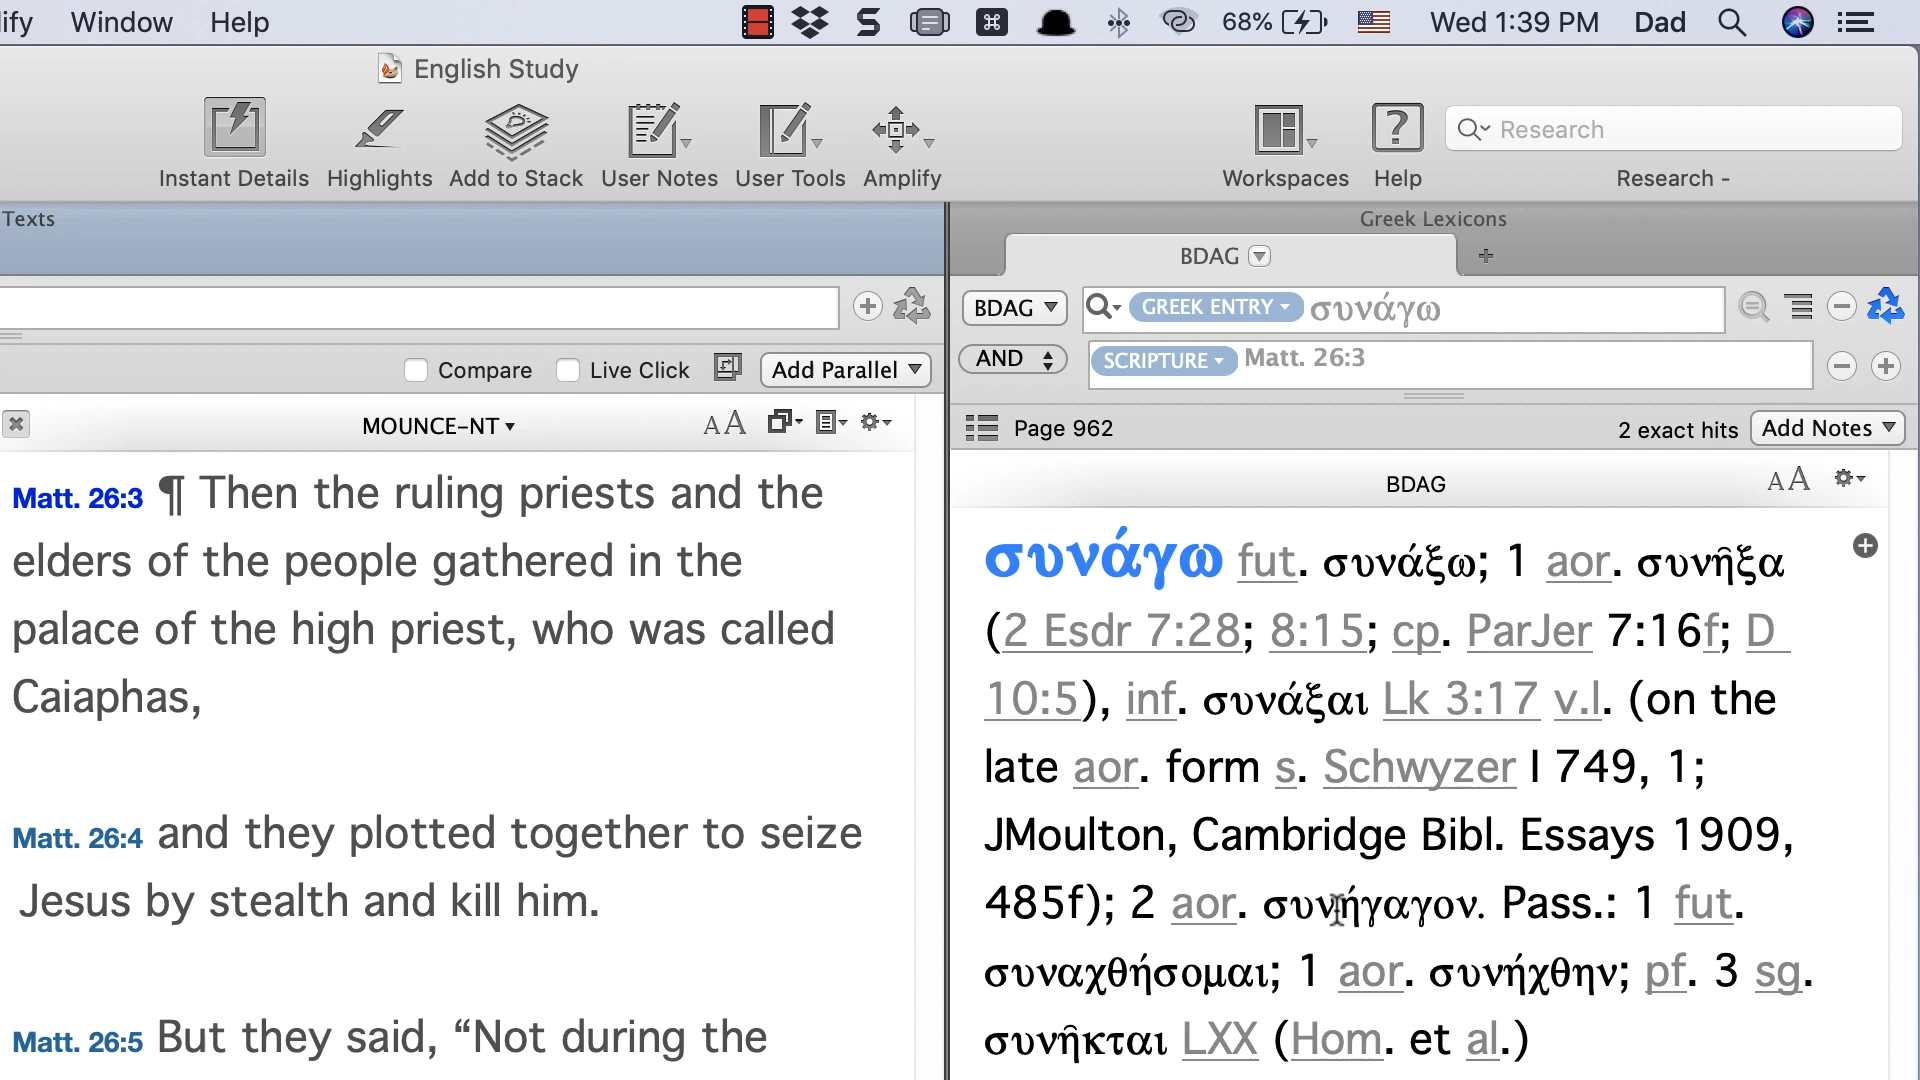 ify Window Help 68% Wed 1:39 PM Dad
English Study
Instant Details Highlights Add to Stack User Notes User Tools Amplify Workspaces Help Research
Research -
Texts
Compare Live Click Add Parallel
MOUNCE-NT AA
Matt. 26:3 ¶ Then the ruling priests and the
elders of the people gathered in the
palace of the high priest, who was called
Caiaphas,
Matt. 26:4 and they plotted together to seize
Jesus by stealth and kill him.
Matt. 26:5 But they said, “Not during the
Greek Lexicons
BDAG +
BDAG GREEK ENTRY συνάγω
AND SCRIPTURE Matt. 26:3
Page 962 2 exact hits Add Notes
BDAG AA
συνάγω fut. συνάξω; 1 aor. συνῆξα
(2 Esdr 7:28; 8:15; cp. ParJer 7:16f; D
10:5), inf. συνάξαι Lk 3:17 v.l. (on the
late aor. form s. Schwyzer I 749, 1;
JMoulton, Cambridge Bibl. Essays 1909,
485f); 2 aor. συνήγαγον. Pass.: 1 fut.
συναχθήσομαι; 1 aor. συνήχθην; pf. 3 sg.
συνῆκται LXX (Hom. et al.)